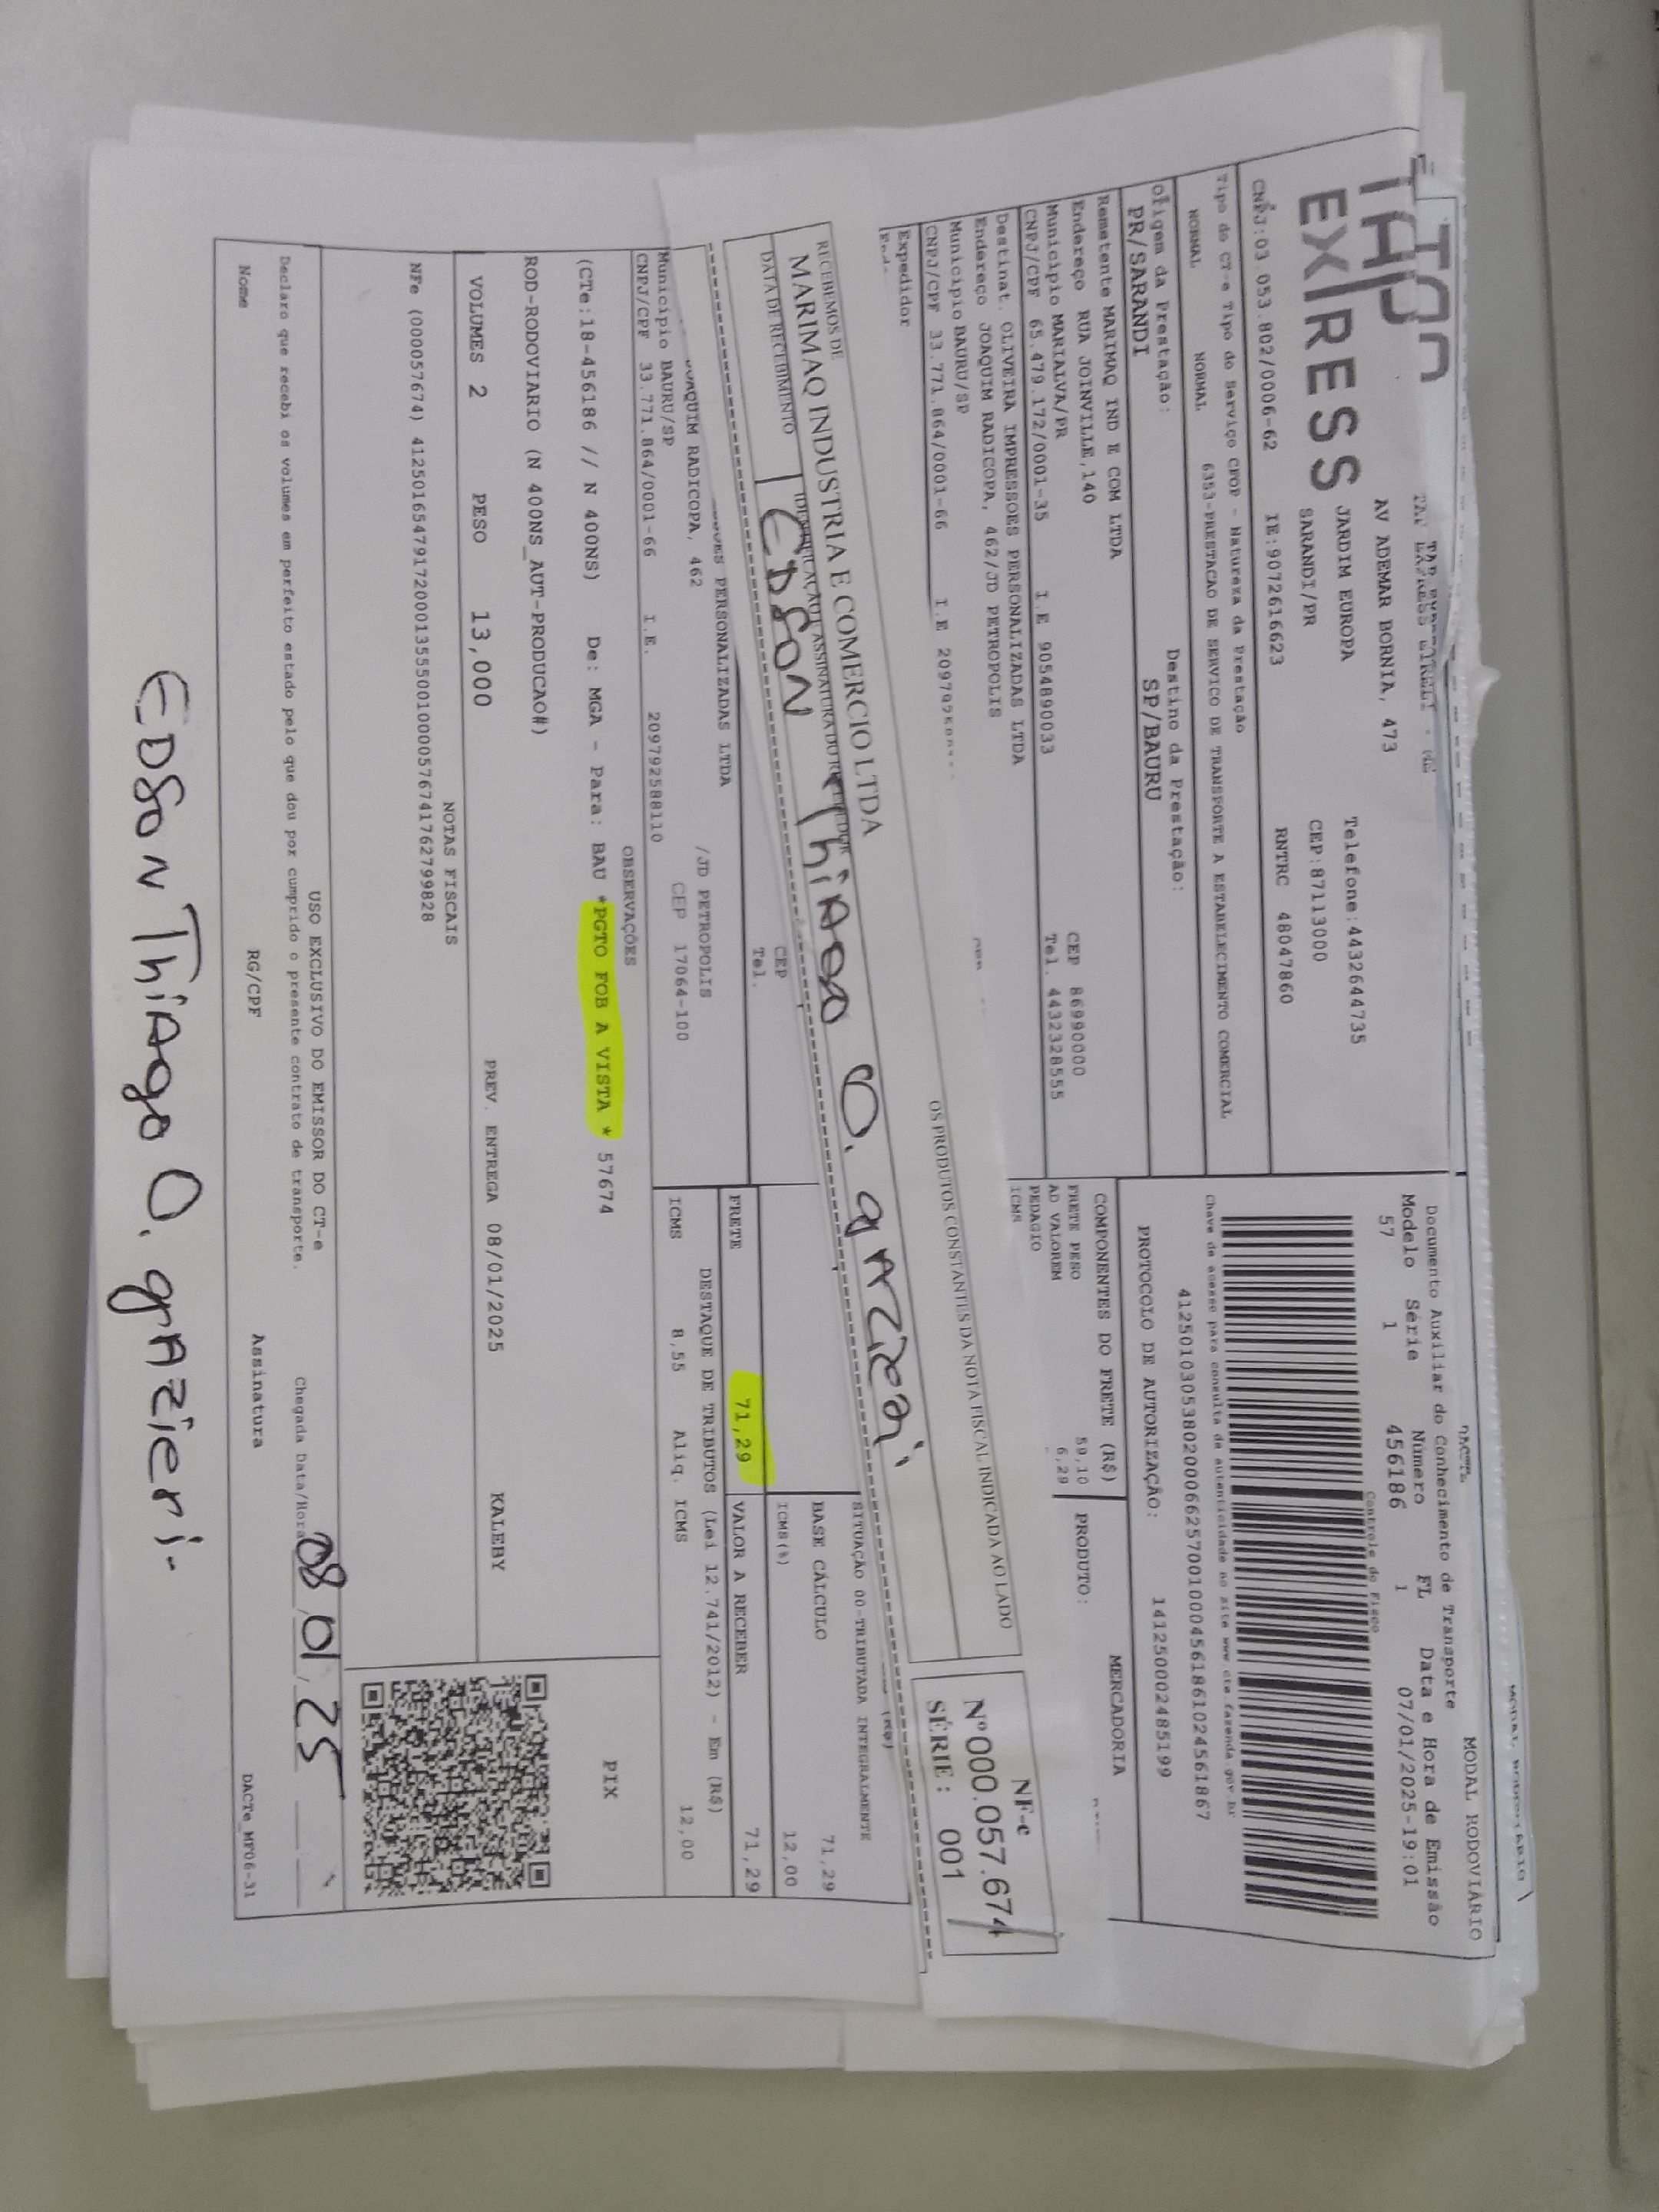 TAP
EXPRESS
AV ADEMAR BORNIA, 473
JARDIM EUROPA
Telefone:4432644735
SARANDI/PR
CEP:87113000
CNPJ:03.053.802/0006-62 IE:9072616623 RNTRC 48047860
Tipo do CT-e Tipo do Serviço CFOP - Natureza da Prestação
NORMAL NORMAL 6353-PRESTACAO DE SERVICO DE TRANSPORTE A ESTABELECIMENTO COMERCIAL
Origem da Prestação: Destino da Prestação:
PR/SARANDI SP/BAURU
MODAL RODOVIÁRIO
Documento Auxiliar do Conhecimento de Transporte
Modelo Série Número FL Data e Hora de Emissão
57 1 456186 1 07/01/2025-19:01
Controle do Fisco
Chave de acesso para consulta de autenticidade no site www.cte.fazenda.gov.br
41250103053802000662570010004561861024561867
PROTOCOLO DE AUTORIZAÇÃO: 141250002485199
Remetente MARIMAQ IND E COM LTDA
Endereço RUA JOINVILLE,140
Município MARIALVA/PR CEP 86990000
CNPJ/CPF 65.479.172/0001-35 I.E 9054890033 Tel. 4432328555
Destinat. OLIVEIRA IMPRESSOES PERSONALIZADAS LTDA
Endereço JOAQUIM RADICOPA, 462/JD PETROPOLIS
Município BAURU/SP
CNPJ/CPF 33.771.864/0001-66 I.E
Expedidor
COMPONENTES DO FRETE (R$)
FRETE PESO 59,10
AD VALOREM 6,29
PEDAGIO
ICMS
MERCADORIA
PRODUTO:
RECEBEMOS DE
MARIMAQ INDUSTRIA E COMERCIO LTDA
OS PRODUTOS CONSTANTES DA NOTA FISCAL INDICADA AO LADO
DATA DE RECEBIMENTO
IDENTIFICAÇÃO E ASSINATURA DO RECEBEDOR
EDSON Thiago O. grazieri
NF-e
Nº000.057.674
SÉRIE: 001
SITUAÇÃO 00-TRIBUTADA INTEGRALMENTE
BASE CÁLCULO 71,29
ICMS(%) 12,00
CEP
Tel.
FRETE 71,29 VALOR A RECEBER 71,29
PERSONALIZADAS LTDA
JOAQUIM RADICOPA, 462 /JD PETROPOLIS
Município BAURU/SP CEP 17064-100
CNPJ/CPF 33.771.864/0001-66 I.E. 209792588110
DESTAQUE DE TRIBUTOS (Lei 12.741/2012) - Em (R$)
ICMS 8,55 Aliq. ICMS 12,00
OBSERVAÇÕES
(CTe:18-456186 // N 400NS) De: MGA - Para: BAU *PGTO FOB A VISTA * 57674
ROD-RODOVIARIO (N 400NS_AUT-PRODUCAO#)
PIX
VOLUMES 2 PESO 13,000 PREV. ENTREGA 08/01/2025 KALEBY
NOTAS FISCAIS
NFe (000057674) 41250165479172000135550010000576741762799828
USO EXCLUSIVO DO EMISSOR DO CT-e
Declaro que recebi os volumes em perfeito estado pelo que dou por cumprido o presente contrato de transporte.
Chegada Data/Hora 08 01 25
Nome RG/CPF Assinatura DACTe_MF06-31
EDSON Thiago O. grazieri.